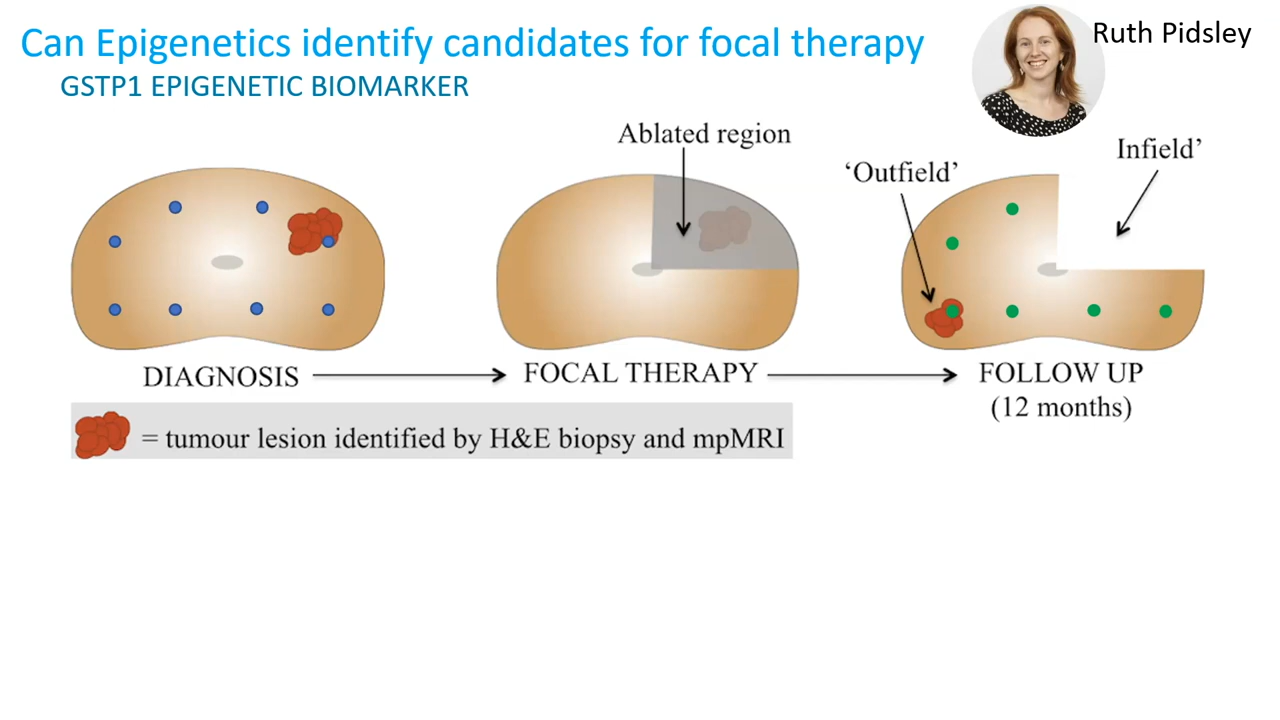 Can Epigenetics identify candidates for focal therapy
Ruth Pidsley
GSTP1 EPIGENETIC BIOMARKER
Ablated region
'Outfield'
Infield'
DIAGNOSIS
FOCAL THERAPY
FOLLOW UP
(12 months)
= tumour lesion identified by H&E biopsy and mpMRI